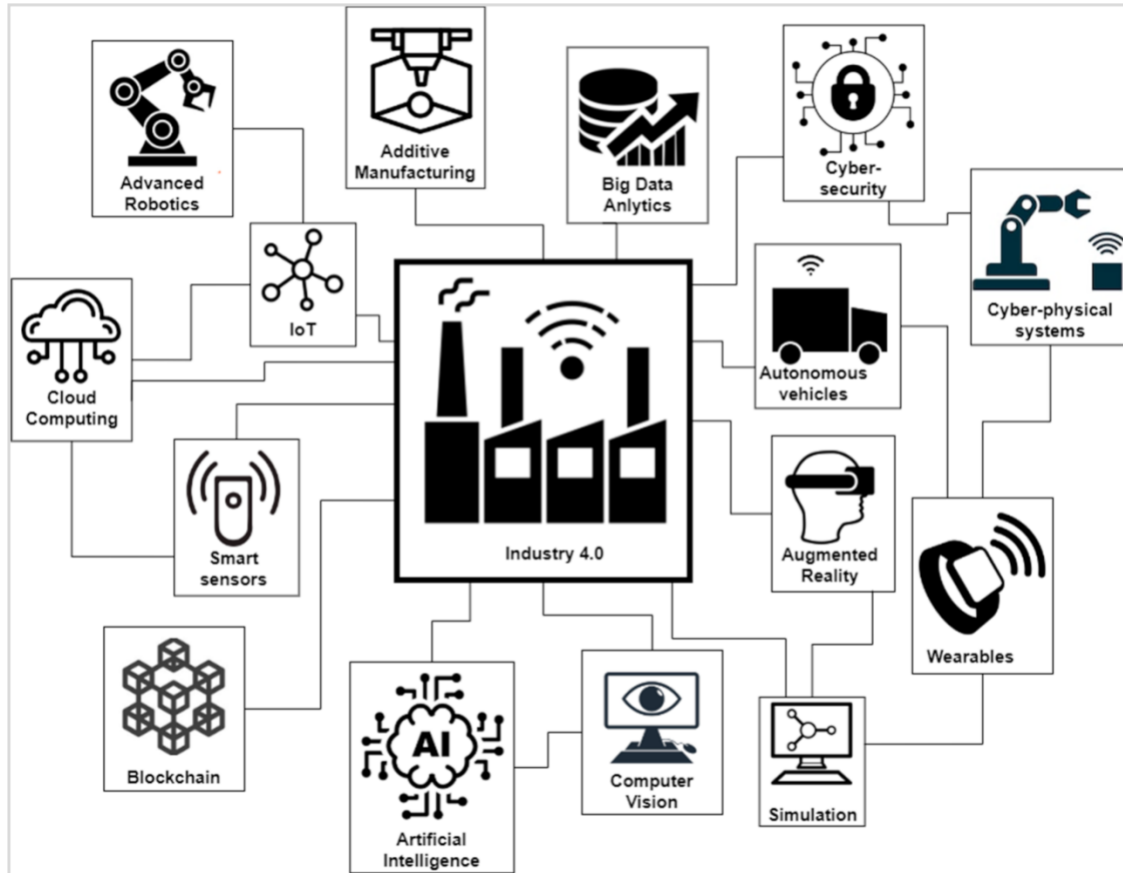 Advanced
Robotics
Additive
Manufacturing
Big Data
Anlytics
Cyber-
security
Cyber-physical
systems
IoT
Cloud
Computing
Autonomous
vehicles
Smart
sensors
Industry 4.0
Augmented
Reality
Wearables
Blockchain
AI
Artificial
Intelligence
Computer
Vision
Simulation